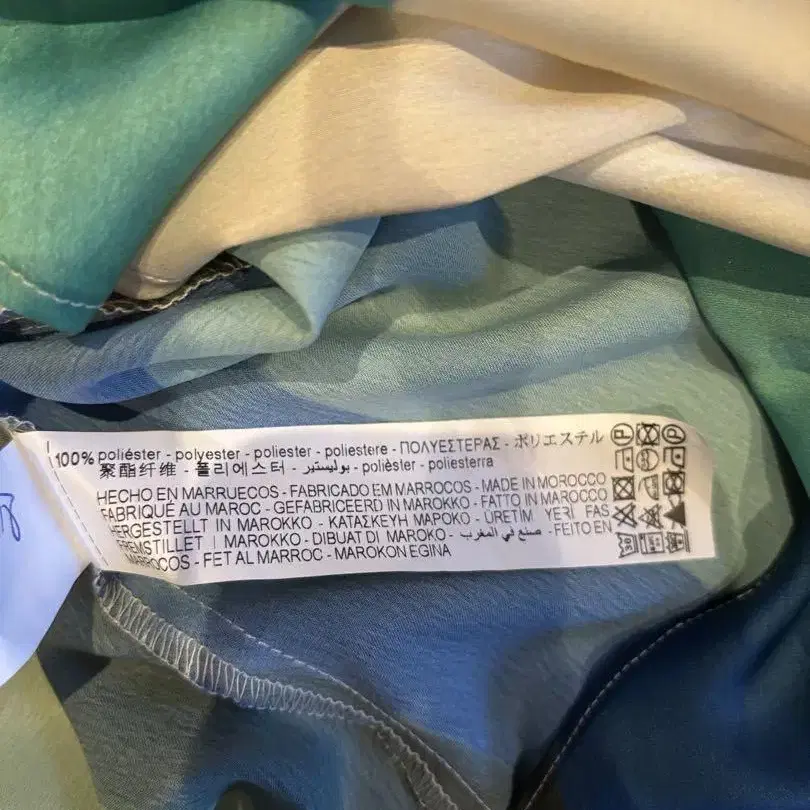 100% poliéster - polyester - poliester - poliestere - ΠΟΛΥΕΣΤΕΡΑΣ - ポリエステル
聚酯纤维 - 폴리에스터 - بوليستير - polièster - poliesterra
HECHO EN MARRUECOS - FABRICADO EM MARROCOS - MADE IN MOROCCO
FABRIQUÉ AU MAROC - GEFABRICEERD IN MAROKKO - FATTO IN MAROCCO
HERGESTELLT IN MAROKKO - ΚΑΤΑΣΚΕΥΗ ΜΑΡΟΚΟ - ÜRETİM YERİ FAS
FREMSTILLET I MAROKKO - DIBUAT DI MAROKO - صنع في المغرب - FEITO EN
MARROCOS - FET AL MARROC - MAROKON EGINA